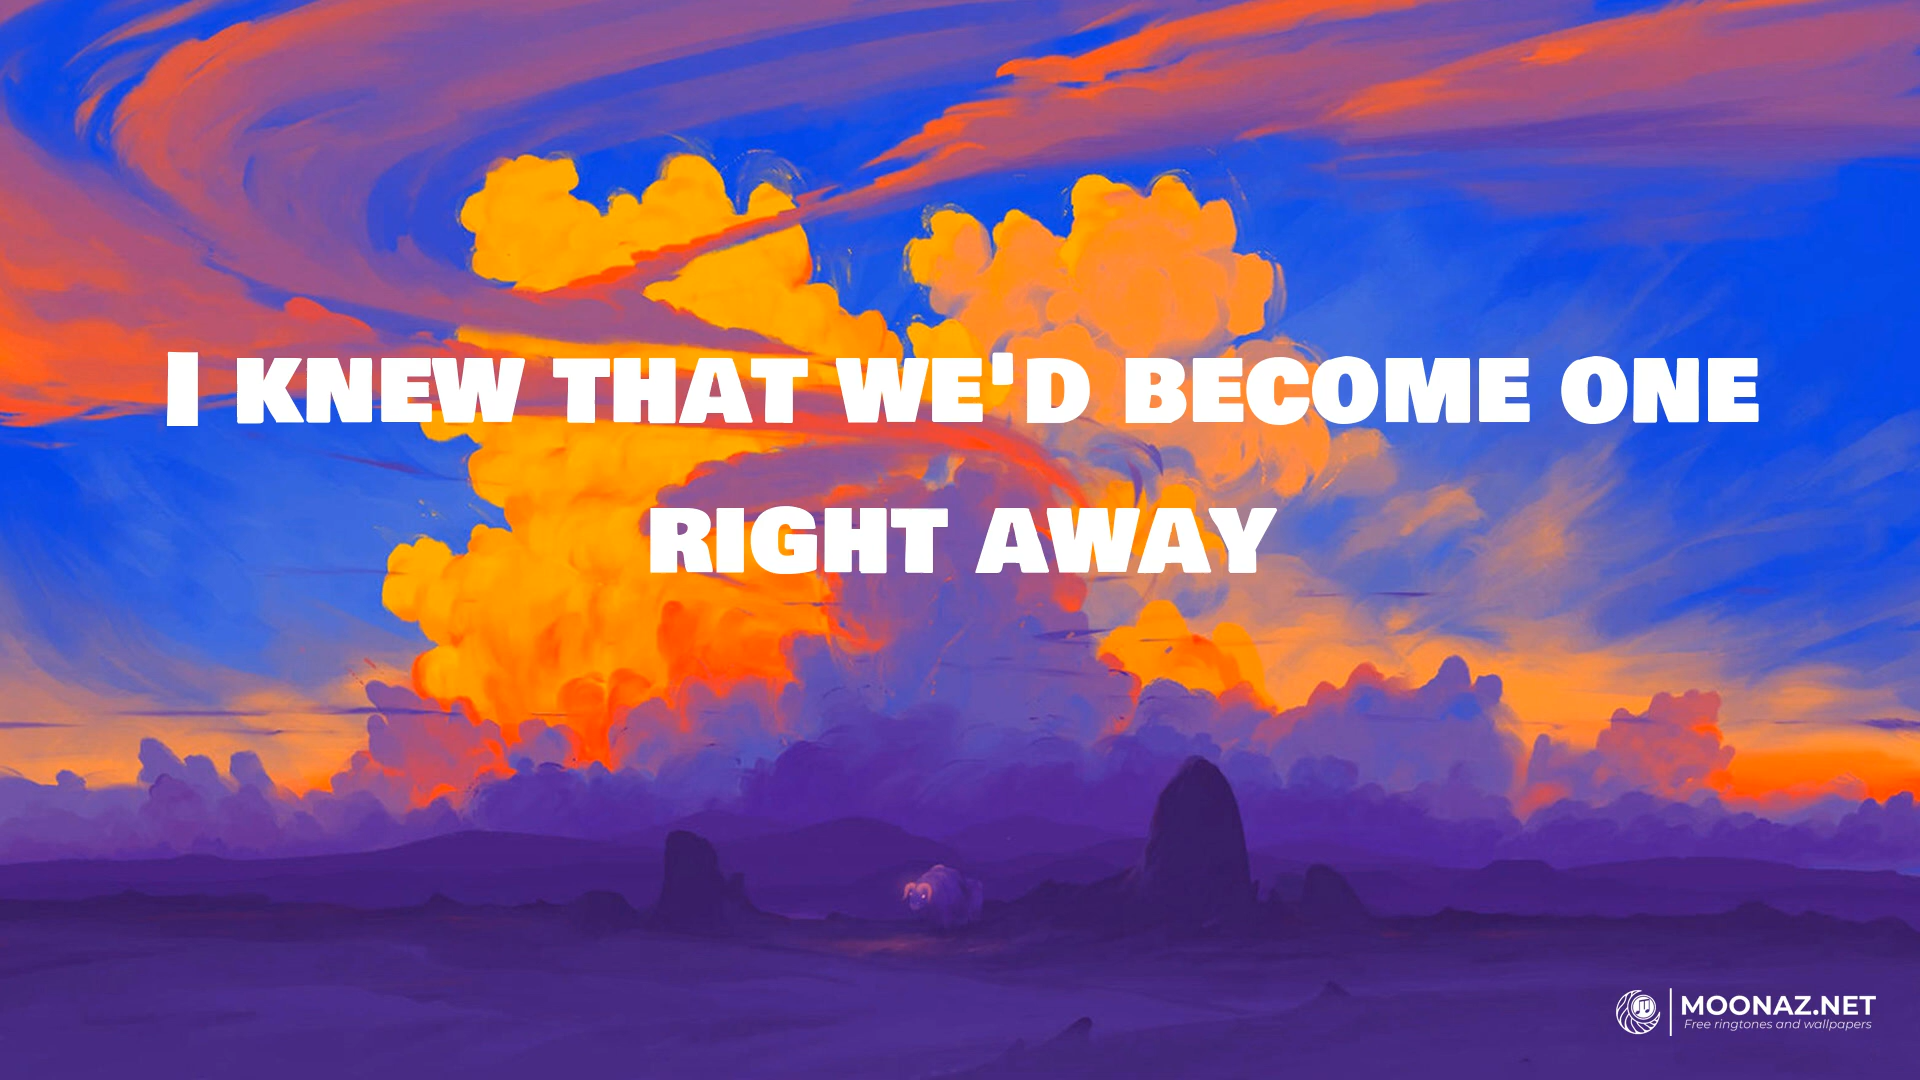 I KNEW THAT WE'D BECOME ONE
RIGHT AWAY
MOONAZ.NET
Free ringtones and wallpapers